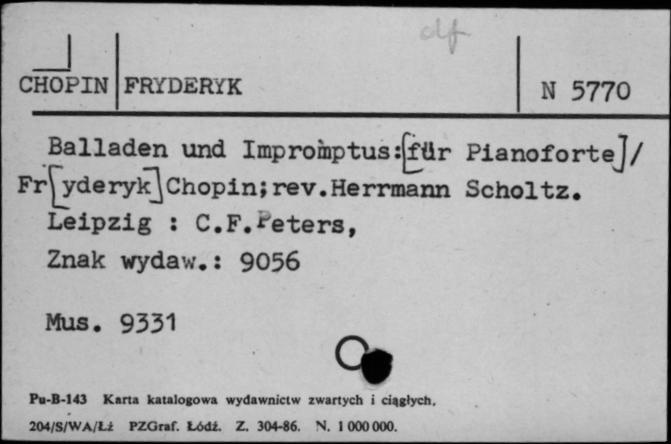 df
CHOPIN FRYDERYK N 5770
Balladen und Impromptus:[für Pianoforte]/
Fr[yderyk]Chopin;rev.Herrmann Scholtz.
Leipzig : C.F.Peters,
Znak wydaw.: 9056
Mus. 9331
Pu-B-143 Karta katalogowa wydawnictw zwartych i ciągłych.
204/S/WA/Łż PZGraf. Łódź. Z. 304-86. N. 1 000 000.